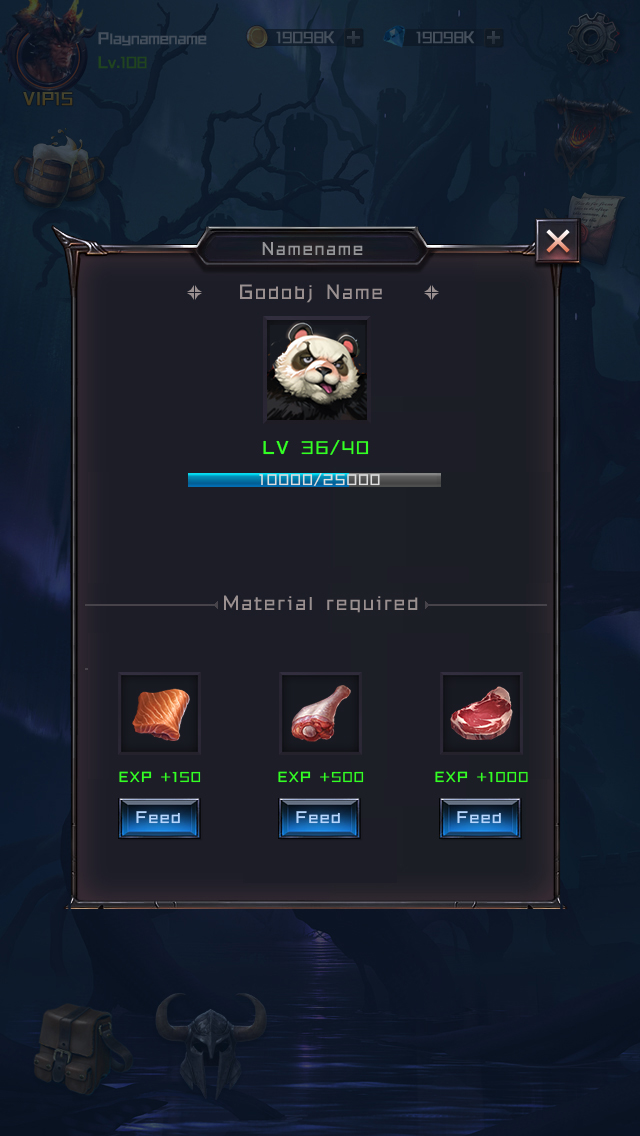 Playnamename
19098K
19098K
Lv.108
VIP15
Namename
Godobj Name
LV 36/40
10000/25000
Material required
EXP +150
EXP +500
EXP +1000
Feed
Feed
Feed